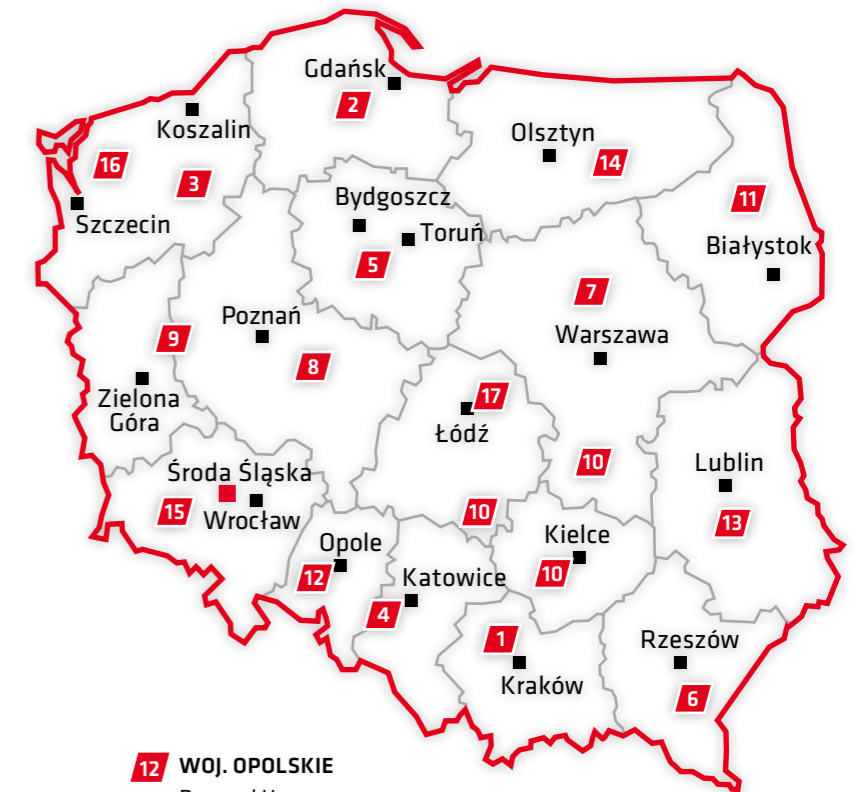 Gdańsk
2
Koszalin
Olsztyn
16
14
3
Bydgoszcz
11
Szczecin
Toruń
Białystok
5
7
Poznań
Warszawa
9
8
Zielona
Góra
17
Łódź
10
Lublin
Środa Śląska
15
Wrocław
10
13
Opole
Kielce
12
Katowice
10
4
1
Rzeszów
Kraków
6
12 WOJ. OPOLSKIE